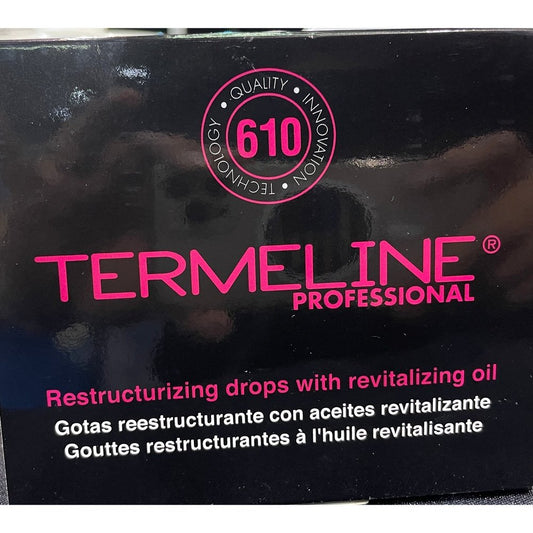 QUALITY • INNOVATION • TECHNOLOGY •
610
TERMELINE®
PROFESSIONAL
Restructurizing drops with revitalizing oil
Gotas reestructurante con aceites revitalizante
Gouttes restructurantes à l'huile revitalisante